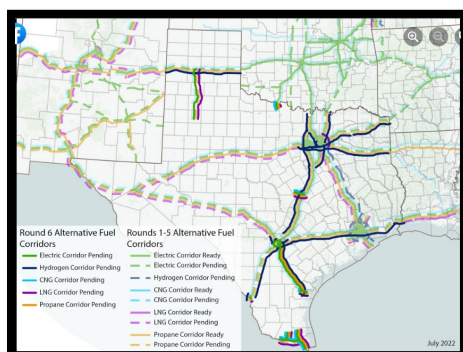 Round 6 Alternative Fuel
Corridors
Electric Corridor Pending
Hydrogen Corridor Pending
CNG Corridor Pending
LNG Corridor Pending
Propane Corridor Pending
Rounds 1-5 Alternative Fuel
Corridors
Electric Corridor Ready
Electric Corridor Pending
Hydrogen Corridor Pending
CNG Corridor Ready
CNG Corridor Pending
LNG Corridor Ready
LNG Corridor Pending
Propane Corridor Ready
Propane Corridor Pending
July 2022